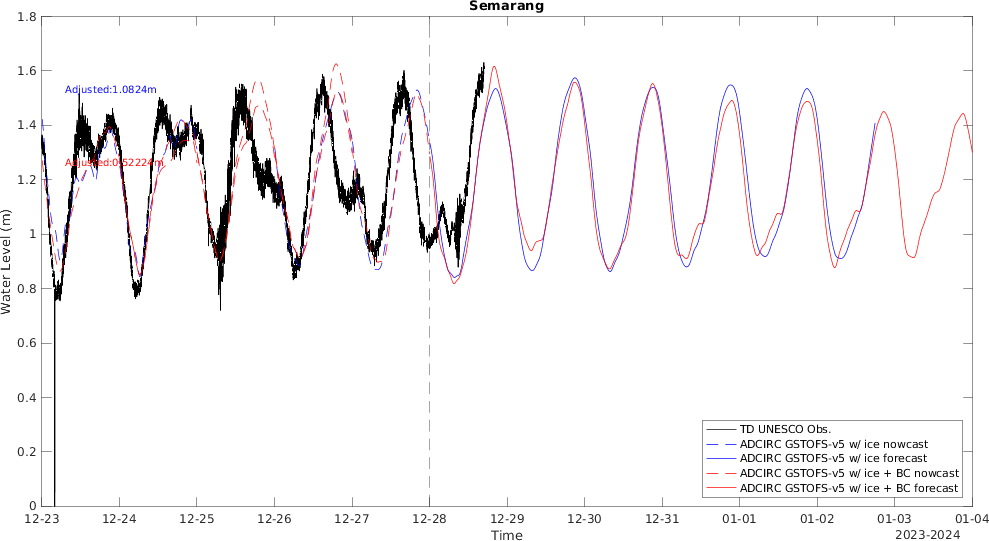 Semarang
1.8
1.6
1.4
1.2
1
0.8
0.6
0.4
0.2
0
Water Level (m)
Adjusted:1.0824m
Adjusted:0.52224m
TD UNESCO Obs.
ADCIRC GSTOFS-v5 w/ ice nowcast
ADCIRC GSTOFS-v5 w/ ice forecast
ADCIRC GSTOFS-v5 w/ ice + BC nowcast
ADCIRC GSTOFS-v5 w/ ice + BC forecast
12-23 12-24 12-25 12-26 12-27 12-28 12-29 12-30 12-31 01-01 01-02 01-03 01-04
Time
2023-2024